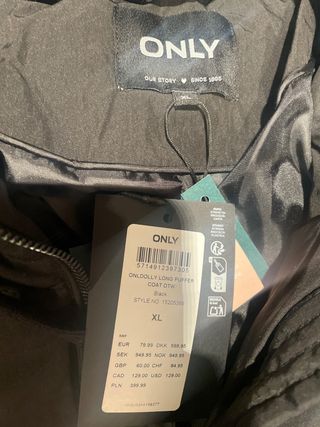 ONLY
OUR STORY ♥ SINCE 1995
XL
ONLY
5714912397305
ONLDOLLY LONG PUFFER
COAT OTW
Black
STYLE NO:
XL
RRP
EUR 79.99 DKK 599.95
SEK 949.95 NOK 949.95
GBP 60.00 CHF 84.95
CAD 129.00 USD 129.00
PLN 399.99